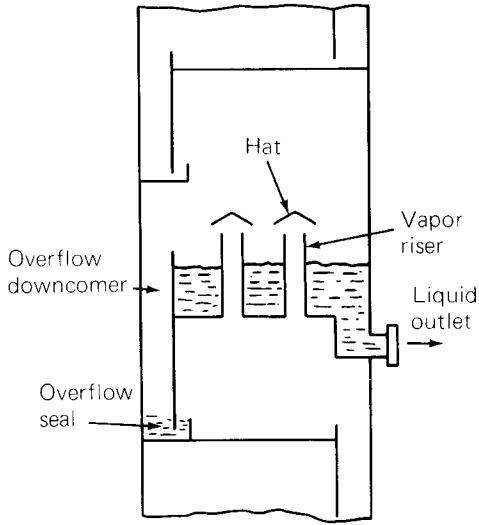 Hat
Vapor
riser
Overflow
downcomer
Liquid
outlet
Overflow
seal